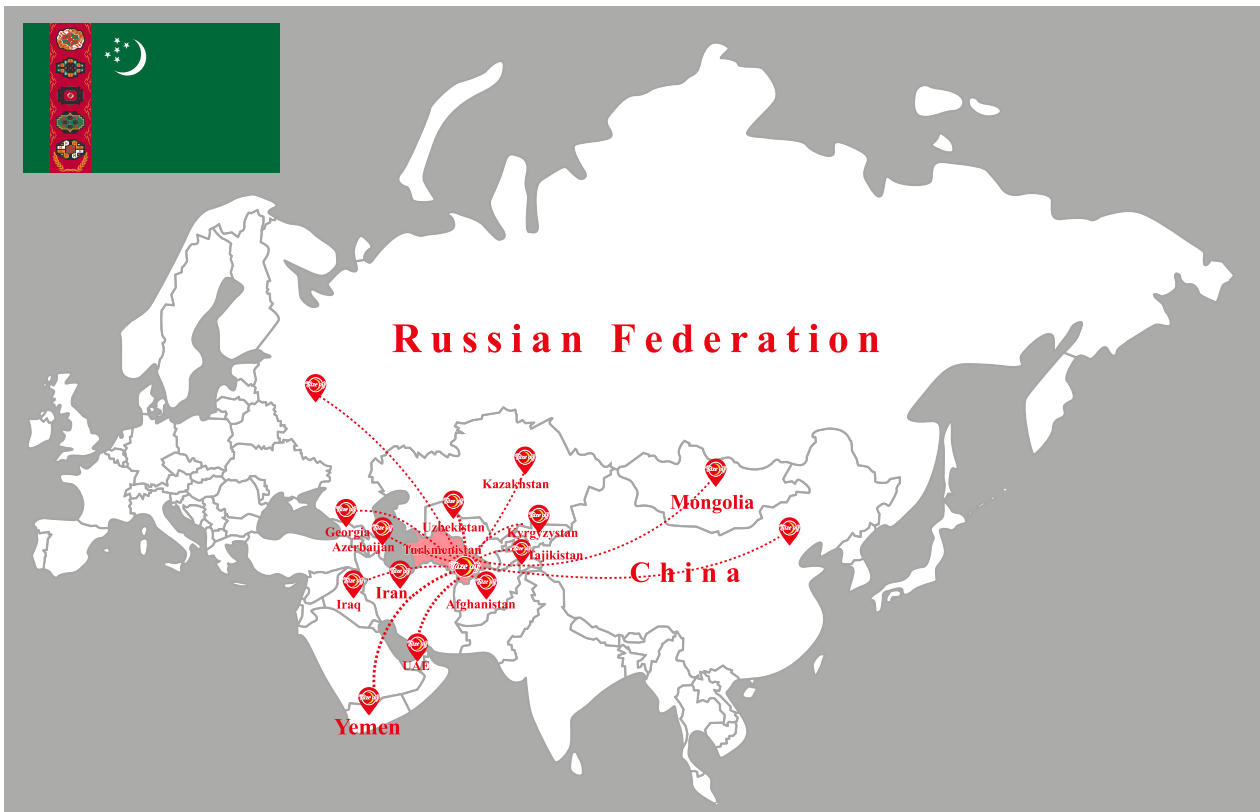 Russian Federation
Kazakhstan
Mongolia
Uzbekistan
Georgia
Kyrgyzstan
Azerbaijan
Turkmenistan
Tajikistan
China
Iran
Iraq
Afghanistan
UAE
Yemen